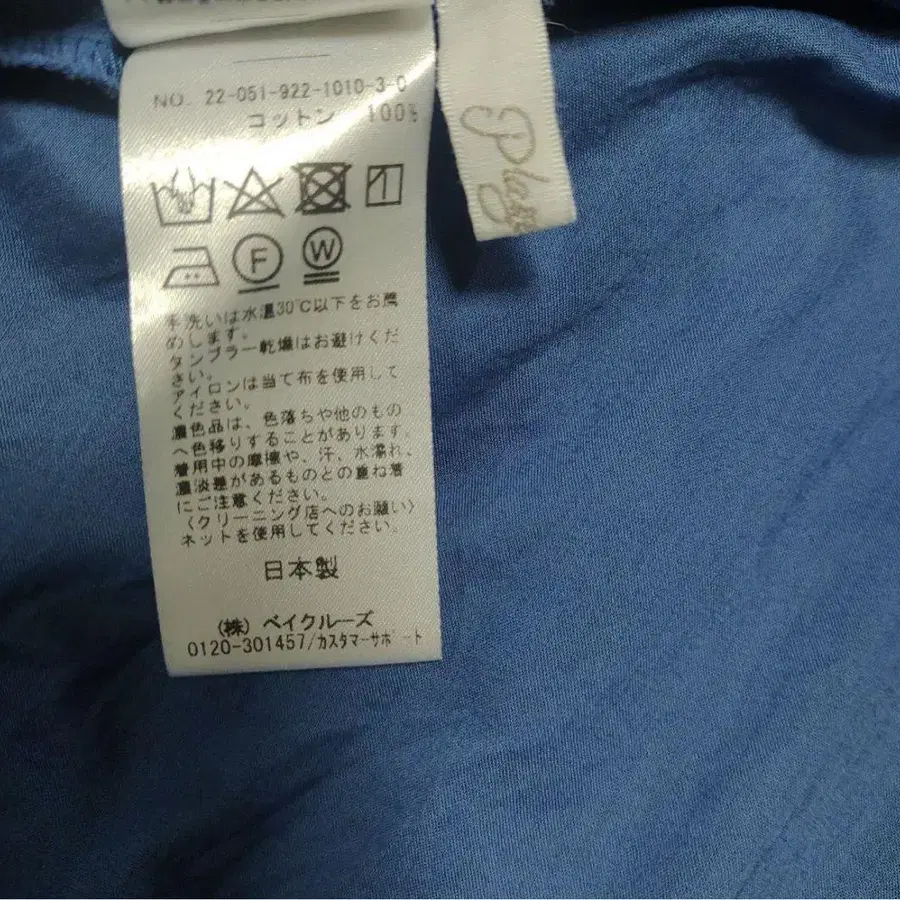 NO. 22-051-922-1010-3-0
コットン 100%
F
W
手洗いは水温30℃以下をお薦
めします。
タンブラー乾燥はお避けくだ
さい。
アイロンは当て布を使用して
ください。
濃色品は、色落ちや他のもの
へ色移りすることがあります。
着用中の摩擦や、汗、水濡れ、
濃淡差があるものとの重ね着
にご注意ください。
〈クリーニング店へのお願い〉
ネットを使用してください。
日本製
(株) ベイクルーズ
0120-301457/カスタマーサポート